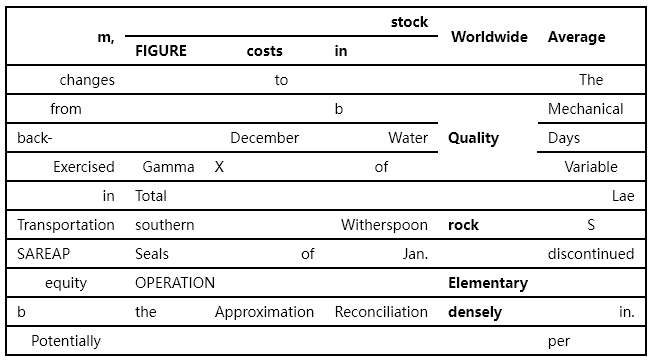 stock
m, Worldwide Average
FIGURE costs in
changes to The
from b Mechanical
back- December Water Quality Days
Exercised Gamma X of Variable
in Total Lae
Transportation southern Witherspoon rock S
SAREAP Seals of Jan. discontinued
equity OPERATION Elementary
b the Approximation Reconciliation densely in.
Potentially per